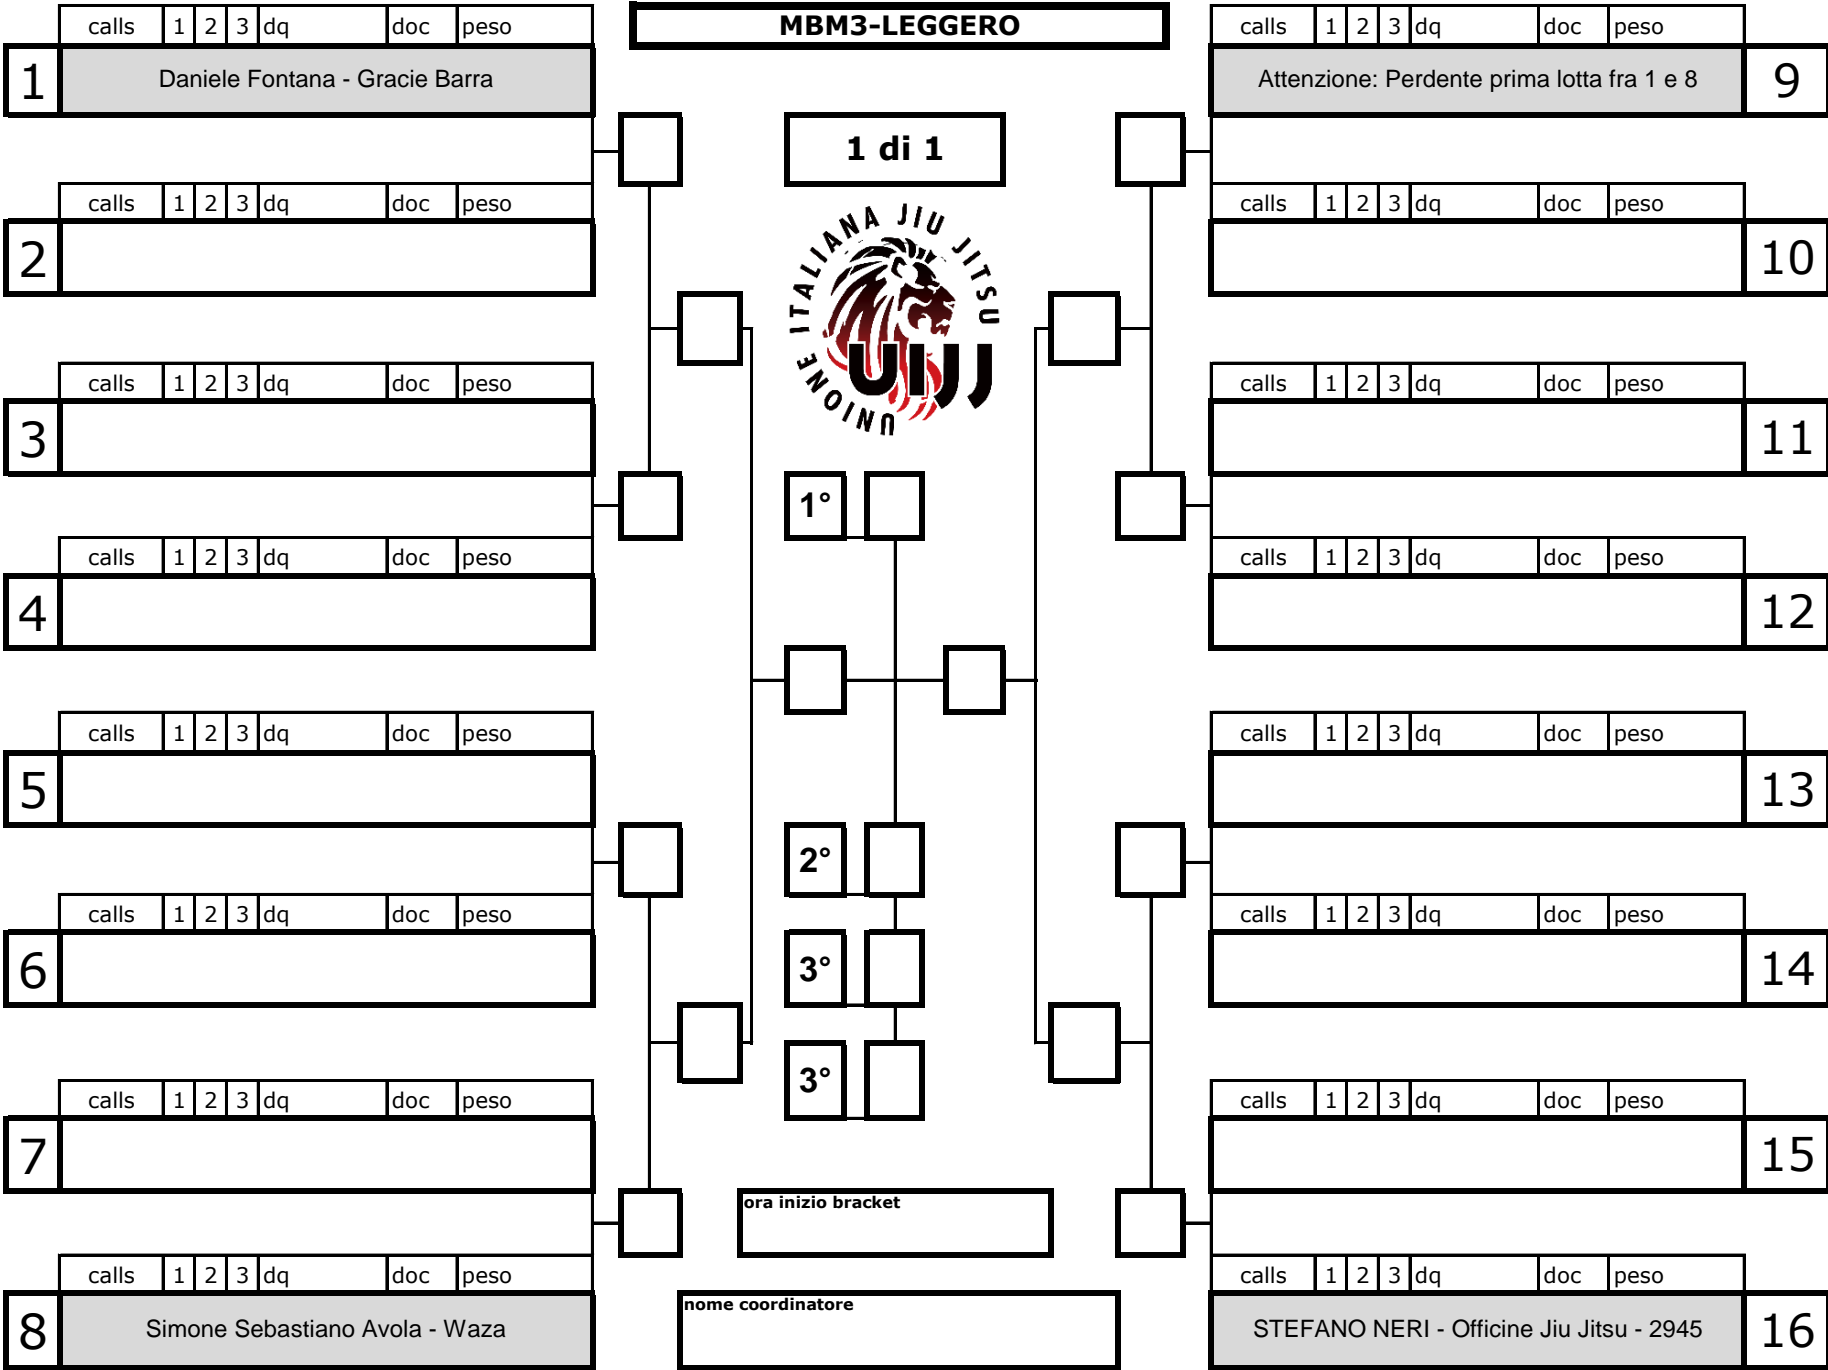 MBM3-LEGGERO
1 di 1
UNIONE ITALIANA JIU JITSU
UIJJ
calls 1 2 3 dq doc peso
1 Daniele Fontana - Gracie Barra
calls 1 2 3 dq doc peso
2
calls 1 2 3 dq doc peso
3
calls 1 2 3 dq doc peso
4
calls 1 2 3 dq doc peso
5
calls 1 2 3 dq doc peso
6
calls 1 2 3 dq doc peso
7
calls 1 2 3 dq doc peso
8 Simone Sebastiano Avola - Waza
1°
2°
3°
3°
ora inizio bracket
nome coordinatore
calls 1 2 3 dq doc peso
Attenzione: Perdente prima lotta fra 1 e 8 9
calls 1 2 3 dq doc peso
10
calls 1 2 3 dq doc peso
11
calls 1 2 3 dq doc peso
12
calls 1 2 3 dq doc peso
13
calls 1 2 3 dq doc peso
14
calls 1 2 3 dq doc peso
15
calls 1 2 3 dq doc peso
STEFANO NERI - Officine Jiu Jitsu - 2945 16